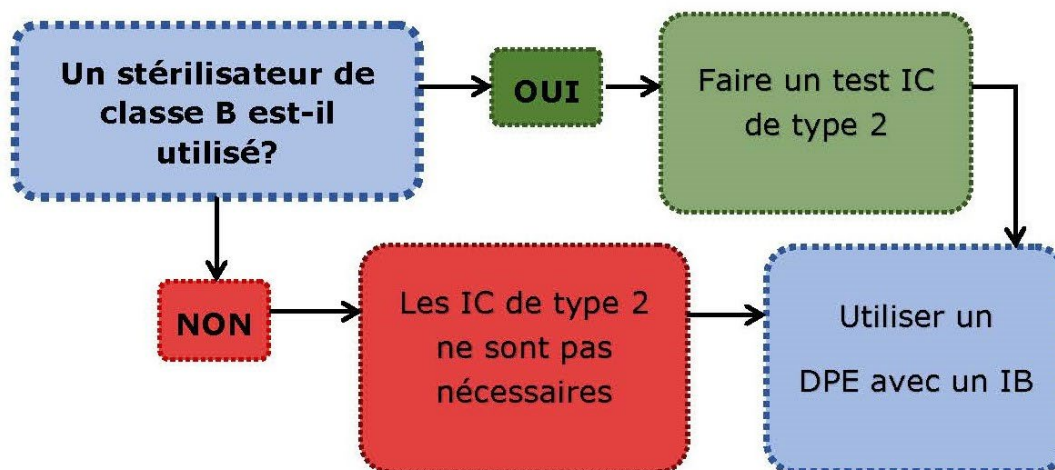 Un stérilisateur de
classe B est-il
utilisé?
OUI
Faire un test IC
de type 2
NON
Les IC de type 2
ne sont pas
nécessaires
Utiliser un
DPE avec un IB